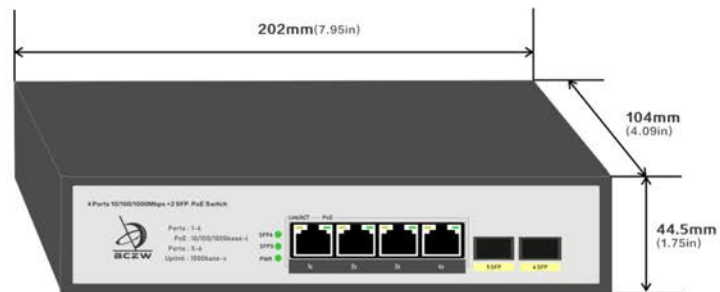 202mm(7.95in)
104mm
(4.09in)
44.5mm
(1.75in)
4 Ports 10/100/1000Mbps +2 SFP PoE Switch
BCZW
Ports : 1-4
PoE : 10/100/1000base-t
Ports : 5-6
Uplink : 1000base-x
SFP6
SFP5
PWR
Link/ACT PoE
5 SFP
6 SFP